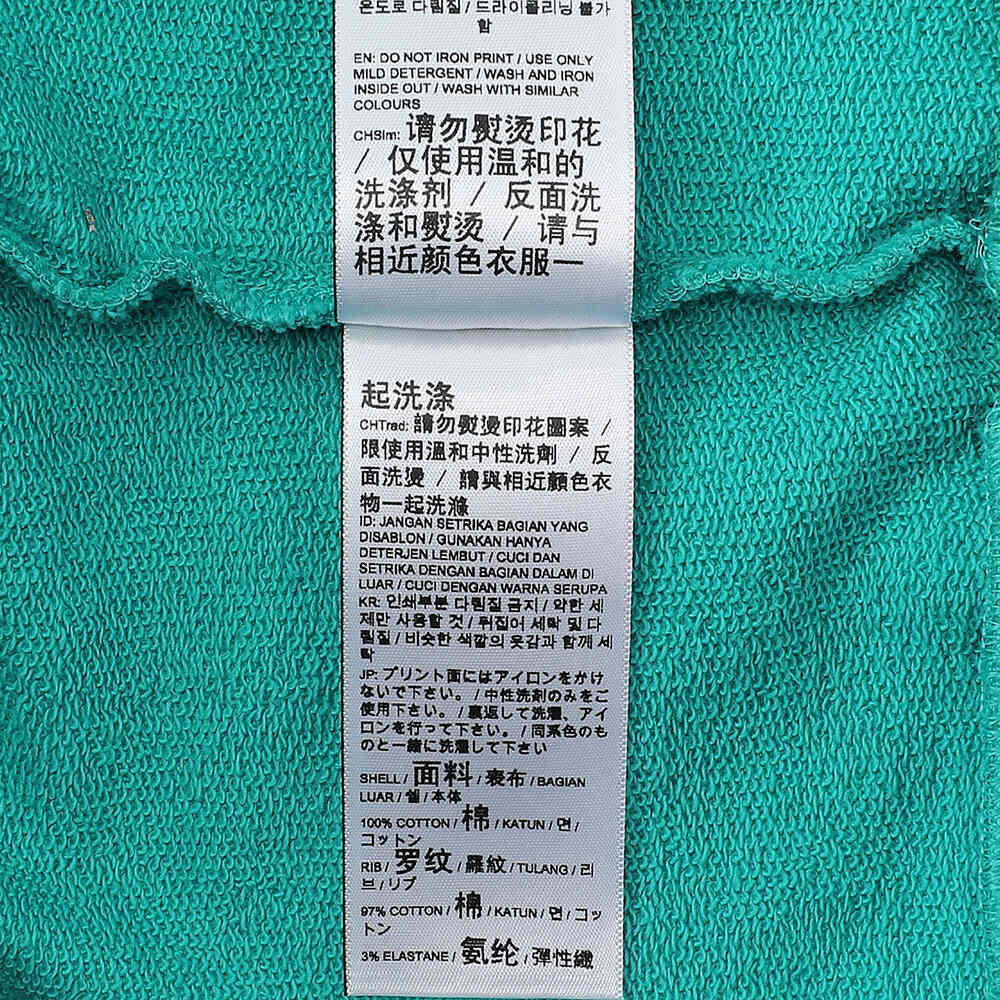 온도로 다림질 / 드라이클리닝 불가
함
EN: DO NOT IRON PRINT / USE ONLY
MILD DETERGENT / WASH AND IRON
INSIDE OUT / WASH WITH SIMILAR
COLOURS
CHSim: 请勿熨烫印花
/ 仅使用温和的
洗涤剂 / 反面洗
涤和熨烫 / 请与
相近颜色衣服一
起洗涤
CHTrad: 請勿熨燙印花圖案 /
限使用溫和中性洗劑 / 反
面洗燙 / 請與相近顏色衣
物一起洗滌
ID: JANGAN SETRIKA BAGIAN YANG
DISABLON / GUNAKAN HANYA
DETERJEN LEMBUT / CUCI DAN
SETRIKA DENGAN BAGIAN DALAM DI
LUAR / CUCI DENGAN WARNA SERUPA
KR: 인쇄부분 다림질 금지 / 약한 세
제만 사용할 것 / 뒤집어 세탁 및 다
림질 / 비슷한 색깔의 옷감과 함께 세
탁
JP: プリント面にはアイロンをかけ
ないで下さい。 / 中性洗剤のみをご
使用下さい。 / 裏返して洗濯、アイ
ロンを行って下さい。 / 同系色のも
のと一緒に洗濯して下さい
SHELL / 面料 / 表布 / BAGIAN
LUAR / 쉘 / 本体
100% COTTON / 棉 / KATUN / 면 /
コットン
RIB / 罗纹 / 羅紋 / TULANG / 리
브 / リブ
97% COTTON / 棉 / KATUN / 면 / コッ
トン
3% ELASTANE / 氨纶 / 彈性纖